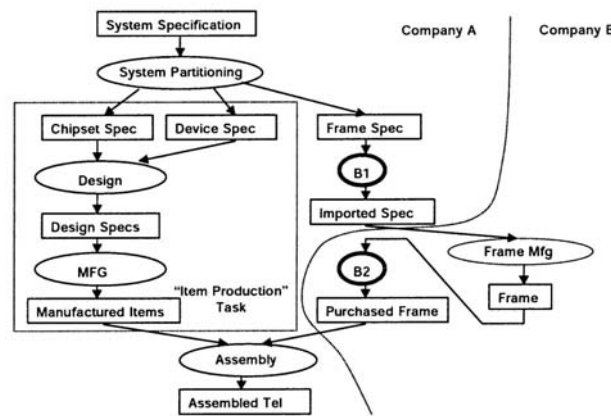 System Specification
Company A
Company B
System Partitioning
Chipset Spec
Device Spec
Frame Spec
B1
Design
Imported Spec
Design Specs
Frame Mfg
MFG
B2
"Item Production"
Task
Frame
Manufactured Items
Purchased Frame
Assembly
Assembled Tel